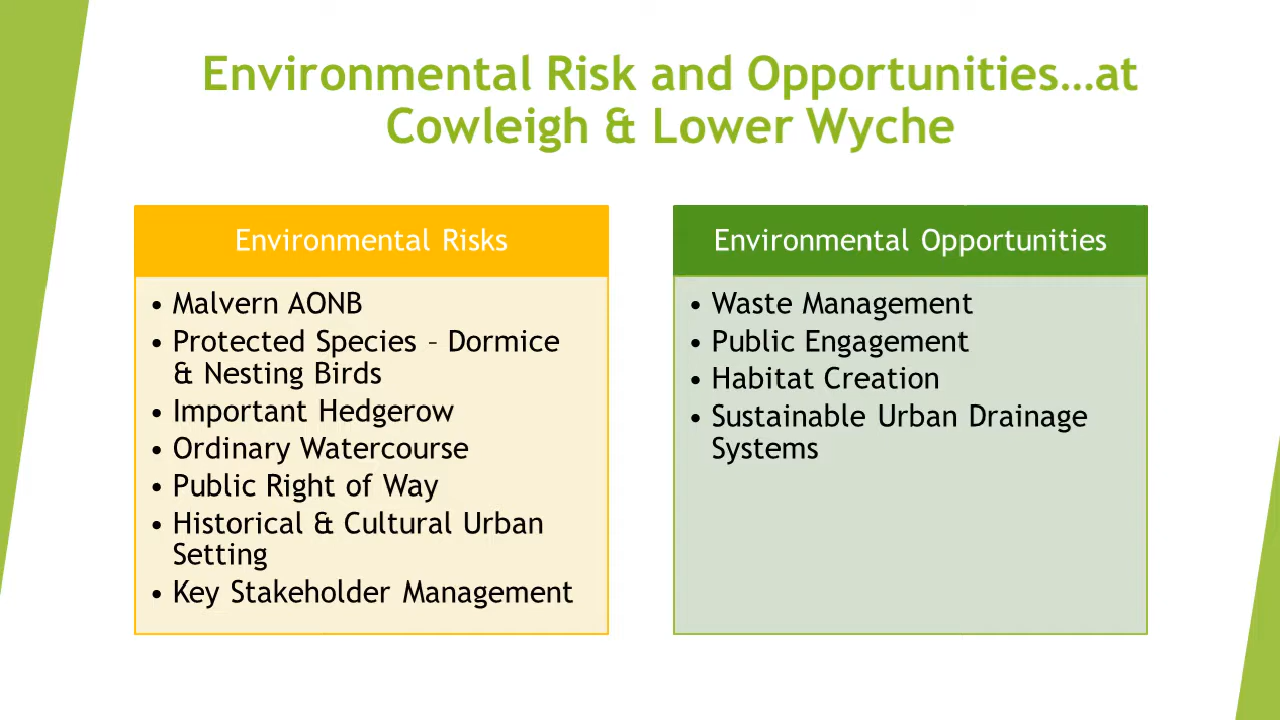 Environmental Risk and Opportunities...at
Cowleigh & Lower Wyche
Environmental Risks
• Malvern AONB
• Protected Species – Dormice
& Nesting Birds
• Important Hedgerow
• Ordinary Watercourse
• Public Right of Way
• Historical & Cultural Urban
Setting
• Key Stakeholder Management
Environmental Opportunities
• Waste Management
• Public Engagement
• Habitat Creation
• Sustainable Urban Drainage
Systems